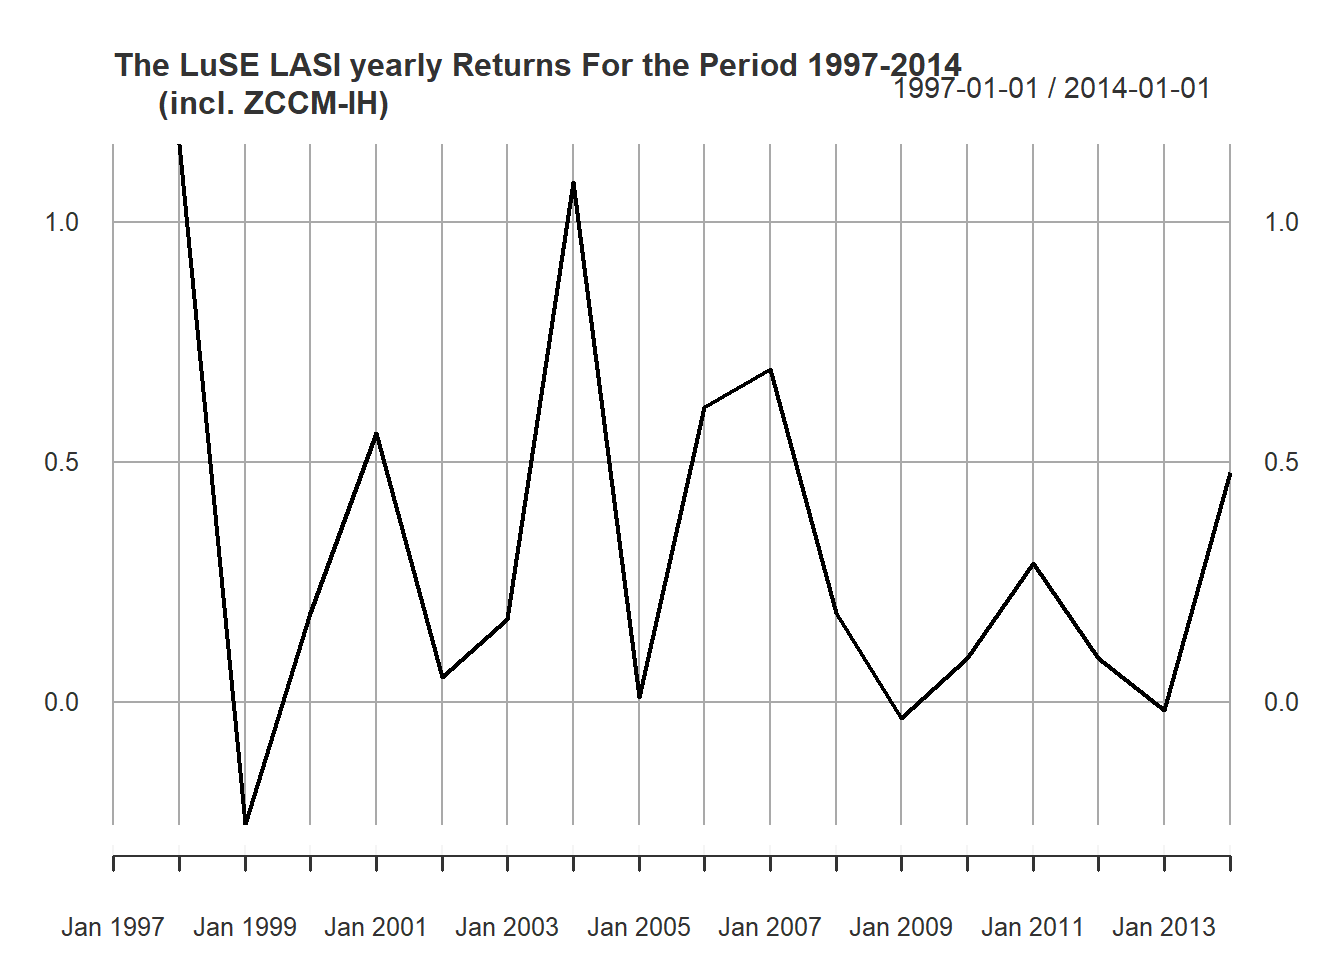 The LuSE LASI yearly Returns For the Period 1997-2014
(incl. ZCCM-IH)
1997-01-01 / 2014-01-01
1.0 1.0
0.5 0.5
0.0 0.0
Jan 1997 Jan 1999 Jan 2001 Jan 2003 Jan 2005 Jan 2007 Jan 2009 Jan 2011 Jan 2013